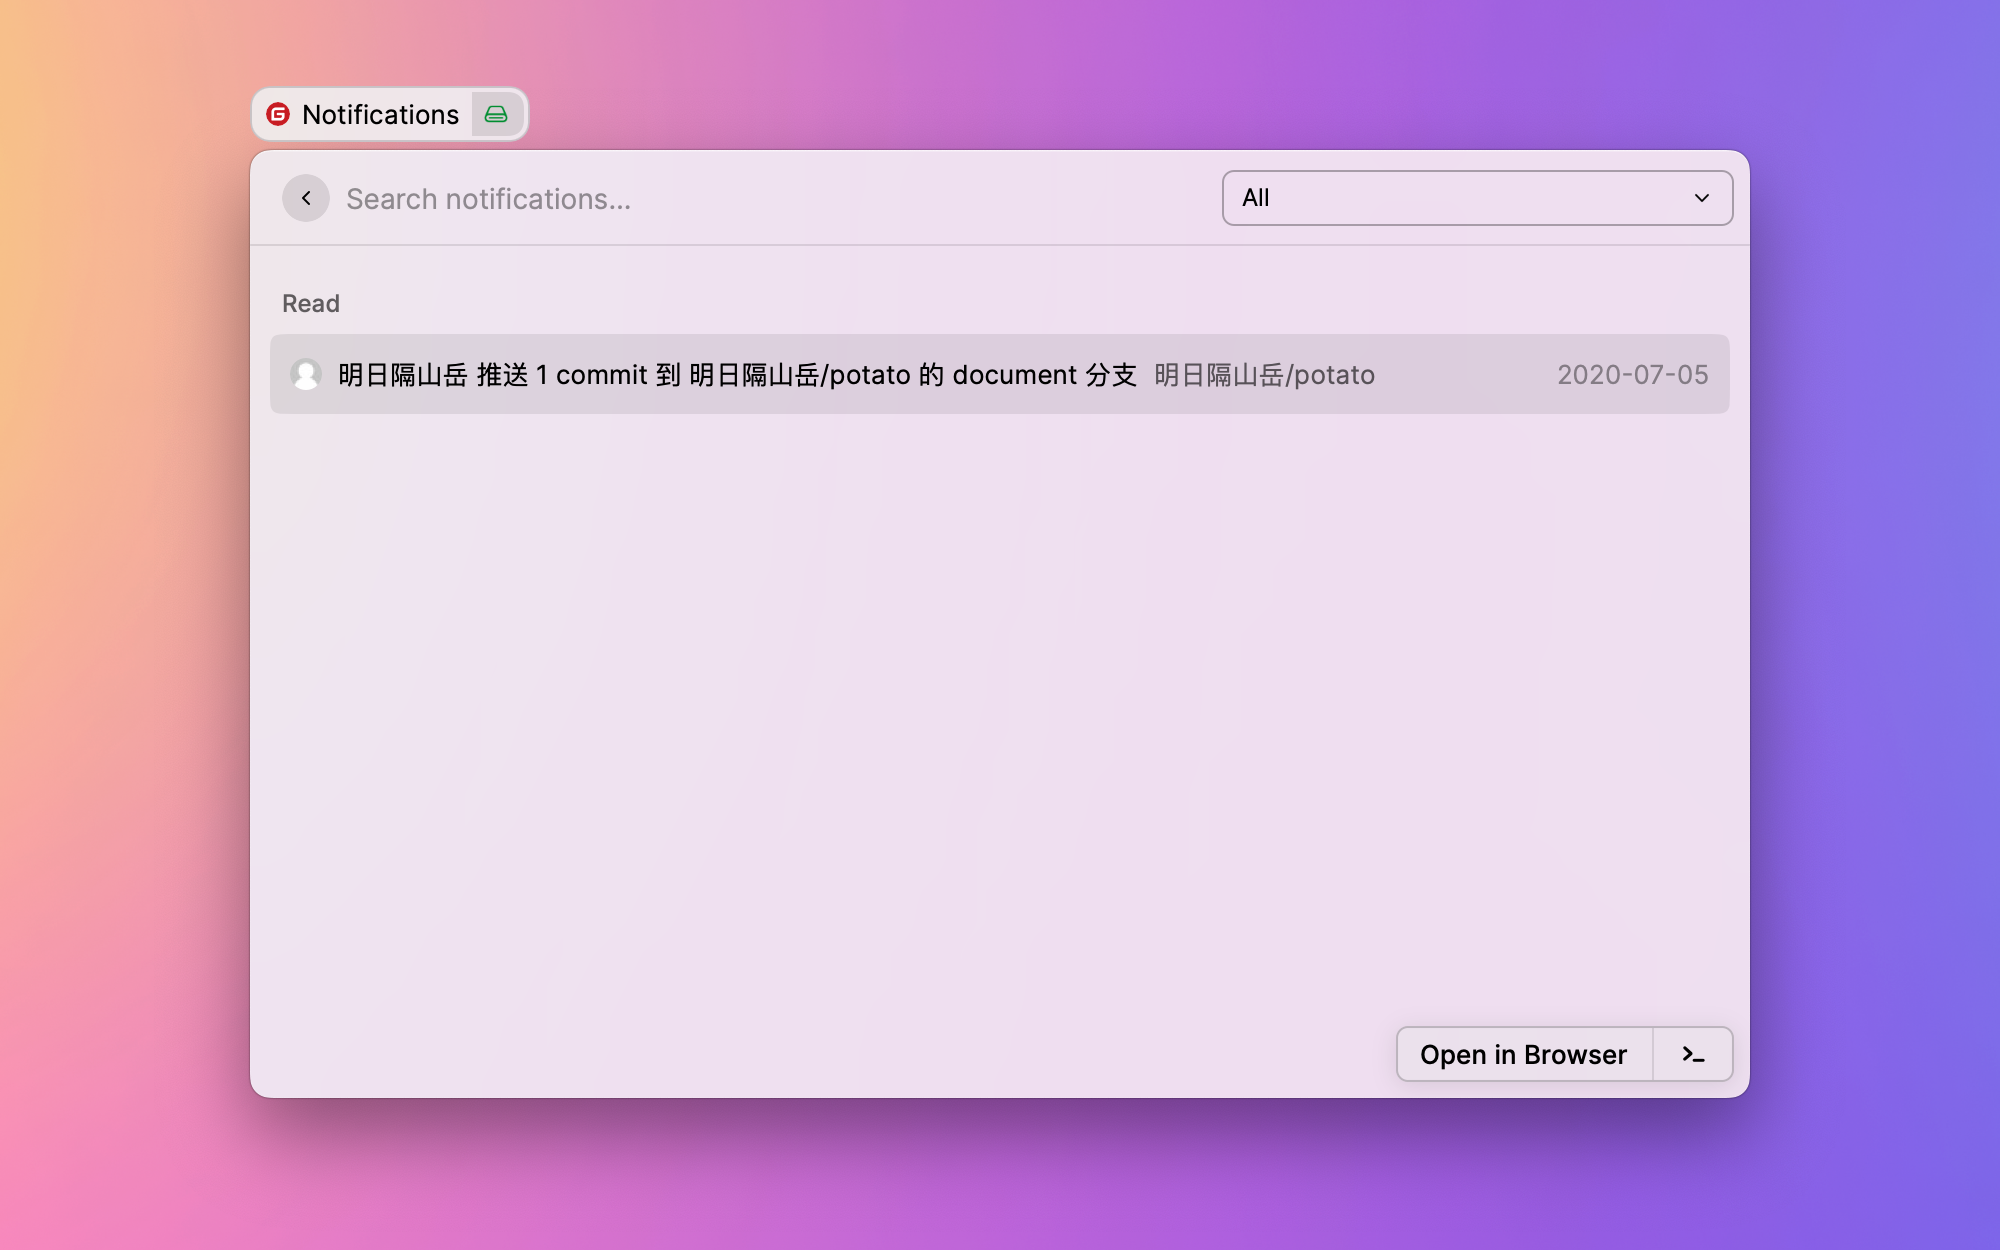 Notifications
Search notifications...
All
Read
明日隔山岳 推送 1 commit 到 明日隔山岳/potato 的 document 分支 明日隔山岳/potato 2020-07-05
Open in Browser